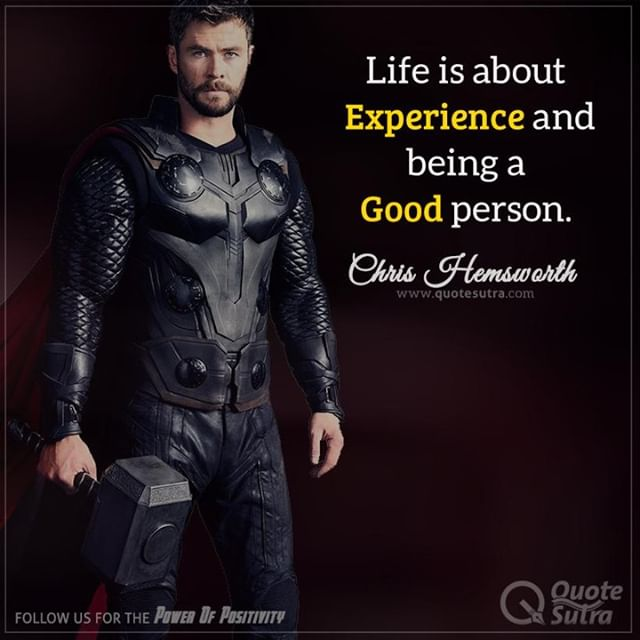 Life is about
Experience and
being a
Good person.
Chris Hemsworth
www.quotesutra.com
FOLLOW US FOR THE Power Of Positivity
Quote
Sutra